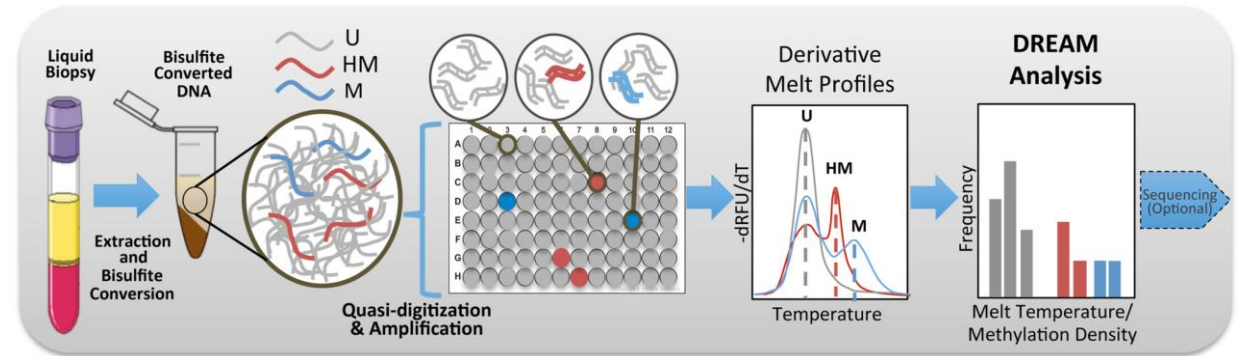 Liquid
Biopsy
Bisulfite
Converted
DNA
U
HM
M
Extraction
and
Bisulfite
Conversion
Quasi-digitization
& Amplification
1 2 3 4 5 6 7 8 9 10 11 12
A
B
C
D
E
F
G
H
Derivative
Melt Profiles
U
HM
M
-dRFU/dT
Temperature
DREAM
Analysis
Frequency
Melt Temperature/
Methylation Density
Sequencing
(Optional)